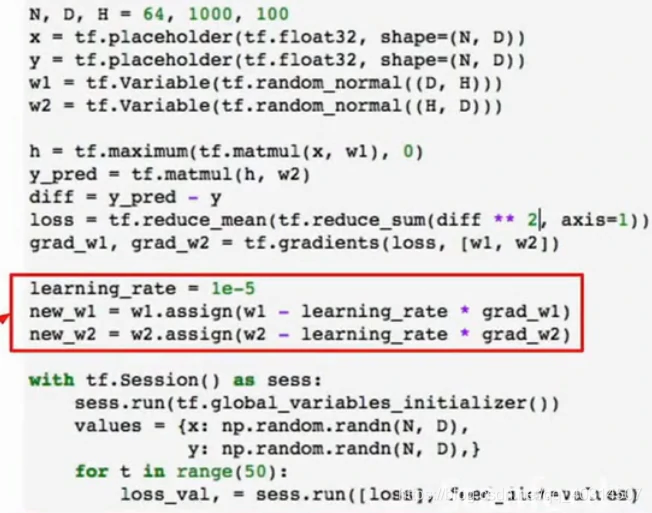 N, D, H = 64, 1000, 100
x = tf.placeholder(tf.float32, shape=(N, D))
y = tf.placeholder(tf.float32, shape=(N, D))
w1 = tf.Variable(tf.random_normal((D, H)))
w2 = tf.Variable(tf.random_normal((H, D)))
h = tf.maximum(tf.matmul(x, w1), 0)
y_pred = tf.matmul(h, w2)
diff = y_pred - y
loss = tf.reduce_mean(tf.reduce_sum(diff ** 2, axis=1))
grad_w1, grad_w2 = tf.gradients(loss, [w1, w2])
learning_rate = 1e-5
new_w1 = w1.assign(w1 - learning_rate * grad_w1)
new_w2 = w2.assign(w2 - learning_rate * grad_w2)
with tf.Session() as sess:
sess.run(tf.global_variables_initializer())
values = {x: np.random.randn(N, D),
y: np.random.randn(N, D),}
for t in range(50):
loss_val, = sess.run([loss], feed_dict=values)